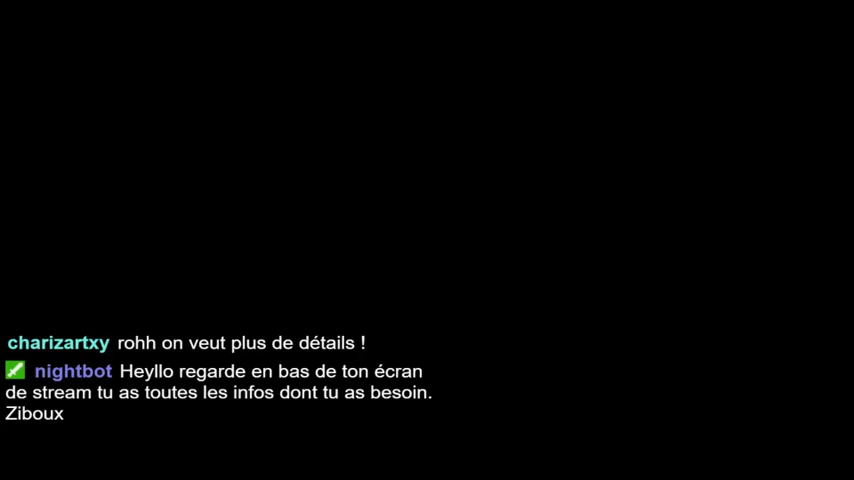 charizartxy rohh on veut plus de détails !
nightbot Heyllo regarde en bas de ton écran
de stream tu as toutes les infos dont tu as besoin.
Ziboux